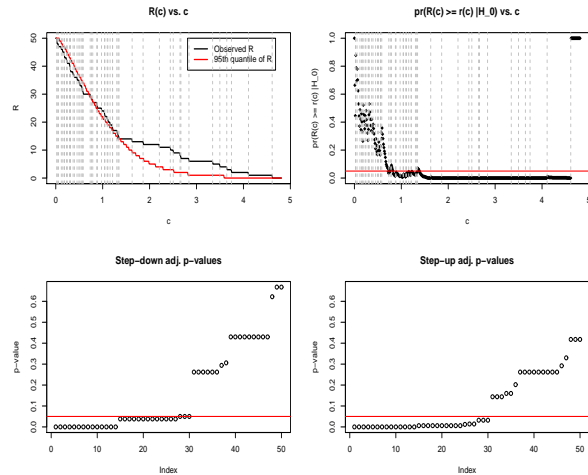 R(c) vs. c
R
50
40
30
20
10
0
Observed R
95th quantile of R
0 1 2 3 4 5
c
pr(R(c) >= r(c) |H_0) vs. c
pr(R(c) >= r(c) |H_0)
1.0
0.8
0.6
0.4
0.2
0.0
0 1 2 3 4 5
c
Step−down adj. p−values
p−value
0.6
0.5
0.4
0.3
0.2
0.1
0.0
0 10 20 30 40 50
Index
Step−up adj. p−values
p−value
0.6
0.5
0.4
0.3
0.2
0.1
0.0
0 10 20 30 40 50
Index